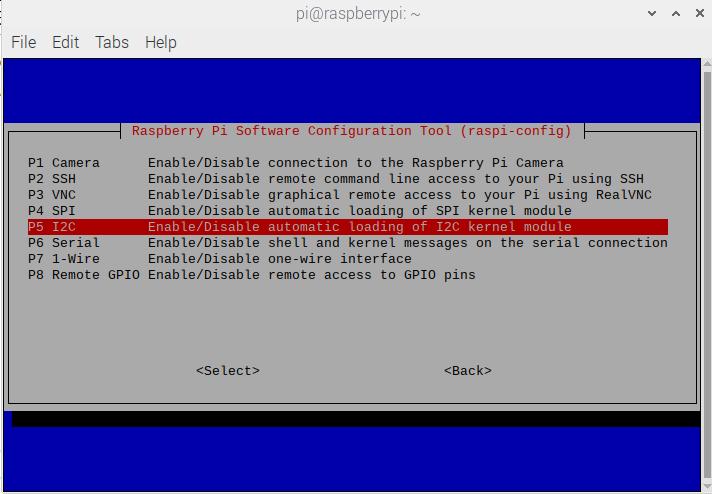 pi@raspberrypi: ~
File Edit Tabs Help
Raspberry Pi Software Configuration Tool (raspi-config)
P1 Camera Enable/Disable connection to the Raspberry Pi Camera
P2 SSH Enable/Disable remote command line access to your Pi using SSH
P3 VNC Enable/Disable graphical remote access to your Pi using RealVNC
P4 SPI Enable/Disable automatic loading of SPI kernel module
P5 I2C Enable/Disable automatic loading of I2C kernel module
P6 Serial Enable/Disable shell and kernel messages on the serial connection
P7 1-Wire Enable/Disable one-wire interface
P8 Remote GPIO Enable/Disable remote access to GPIO pins
<Select> <Back>